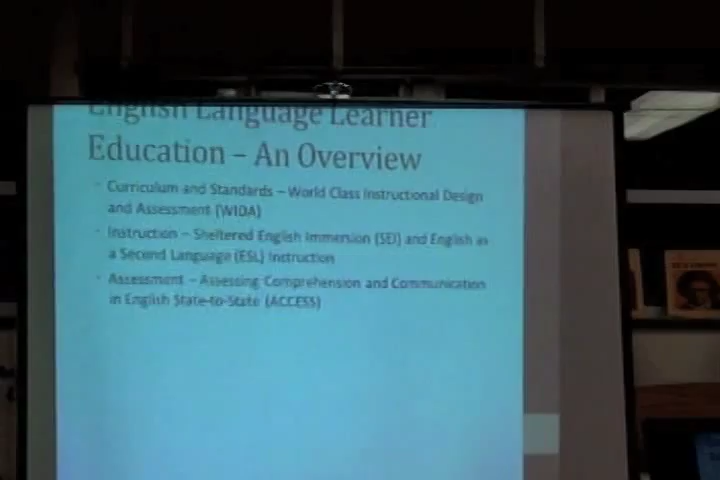 English Language Learner
Education – An Overview
Curriculum and Standards – World Class Instructional Design
and Assessment (WIDA)
Instruction – Sheltered English Immersion (SEI) and English as
a Second Language (ESL) Instruction
Assessment – Assessing Comprehension and Communication
in English State-to-State (ACCESS)